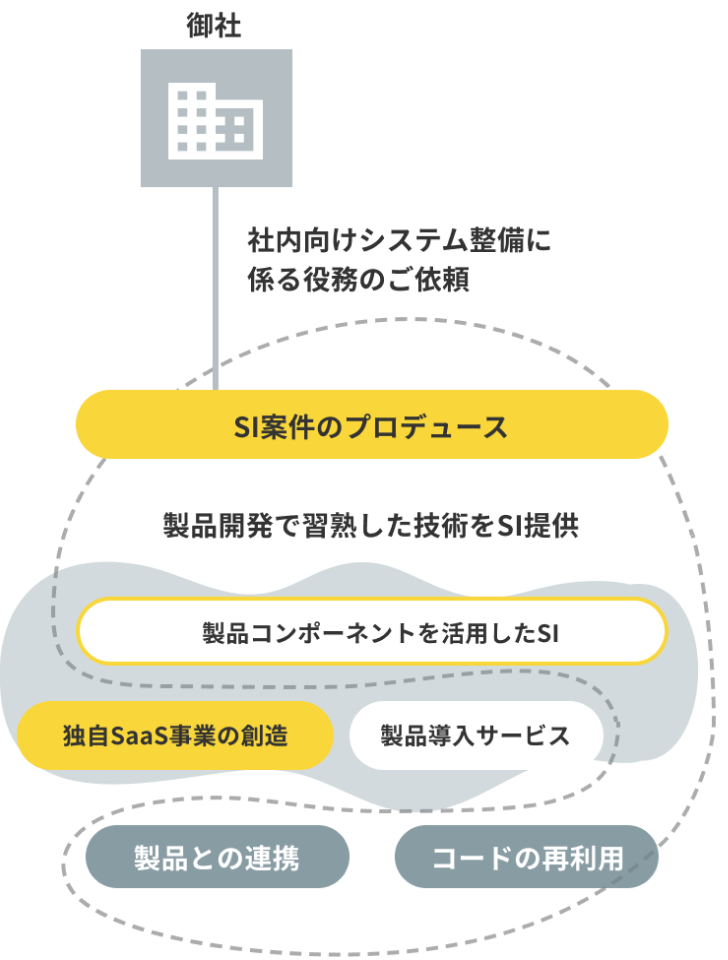 御社
社内向けシステム整備に
係る役務のご依頼
SI案件のプロデュース
製品開発で習熟した技術をSI提供
製品コンポーネントを活用したSI
独自SaaS事業の創造
製品導入サービス
製品との連携
コードの再利用